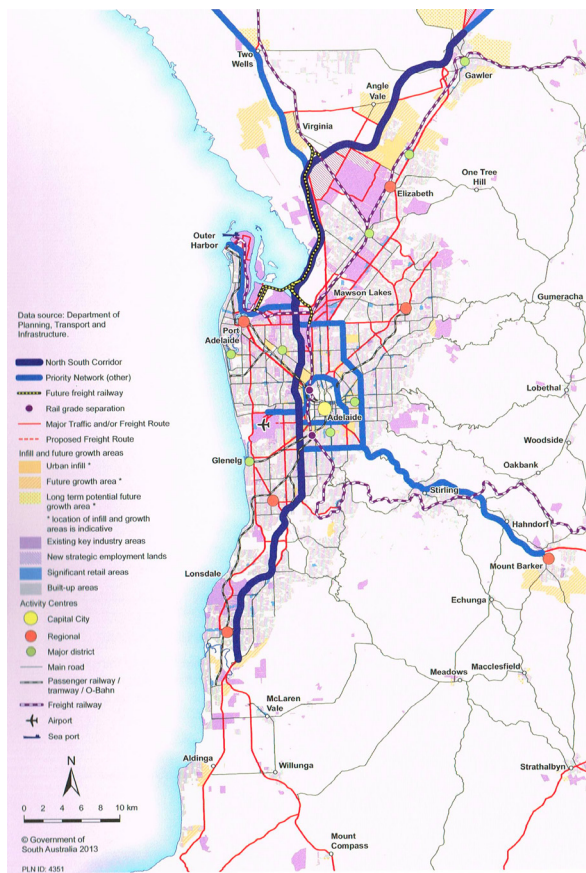 Two
Wells
Gawler
Angle
Vale
Virginia
One Tree
Hill
Elizabeth
Outer
Harbor
Mawson Lakes
Gumeracha
Port
Adelaide
Lobethal
Adelaide
Woodside
Glenelg
Oakbank
Stirling
Hahndorf
Mount Barker
Lonsdale
Echunga
Meadows
Macclesfield
McLaren
Vale
Aldinga
Willunga
Strathalbyn
Mount
Compass
Data source: Department of
Planning, Transport and
Infrastructure.
North South Corridor
Priority Network (other)
Future freight railway
Rail grade separation
Major Traffic and/or Freight Route
Proposed Freight Route
Infill and future growth areas
Urban infill *
Future growth area *
Long term potential future
growth area *
* location of infill and growth
areas is indicative
Existing key industry areas
New strategic employment lands
Significant retail areas
Built-up areas
Activity Centres
Capital City
Regional
Major district
Main road
Passenger railway /
tramway / O-Bahn
Freight railway
Airport
Sea port
N
0 2 4 6 8 10 km
© Government of
South Australia 2013
PLN ID: 4351